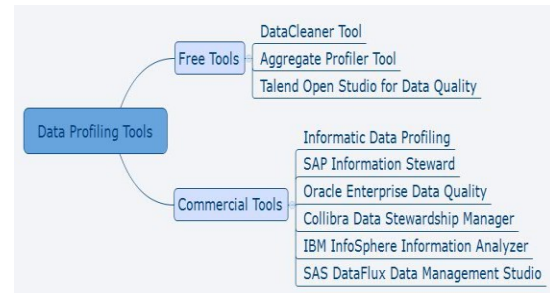 Data Profiling Tools
Free Tools
DataCleaner Tool
Aggregate Profiler Tool
Talend Open Studio for Data Quality
Commercial Tools
Informatic Data Profiling
SAP Information Steward
Oracle Enterprise Data Quality
Collibra Data Stewardship Manager
IBM InfoSphere Information Analyzer
SAS DataFlux Data Management Studio